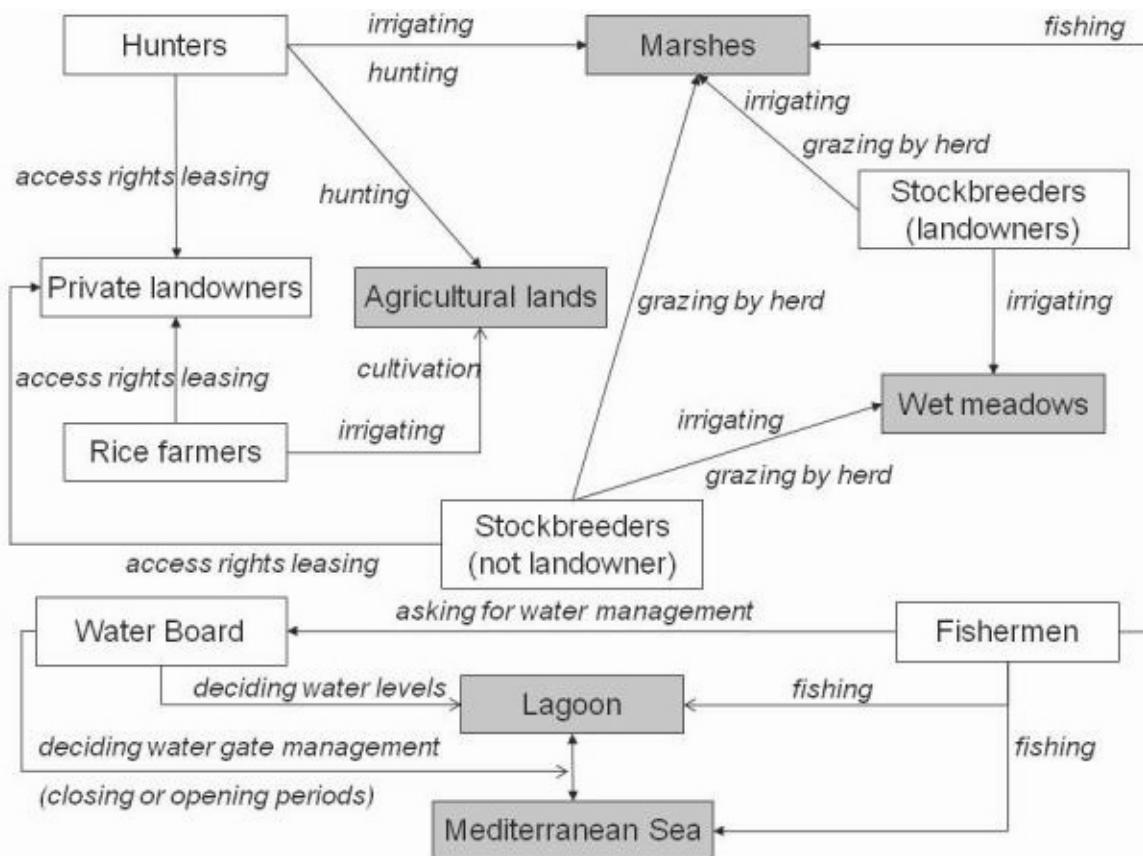 Hunters
irrigating
hunting
Marshes
fishing
irrigating
grazing by herd
access rights leasing
hunting
Stockbreeders
(landowners)
Private landowners
Agricultural lands
grazing by herd
irrigating
access rights leasing
cultivation
Wet meadows
Rice farmers
irrigating
irrigating
grazing by herd
Stockbreeders
(not landowner)
access rights leasing
asking for water management
Water Board
Fishermen
deciding water levels
Lagoon
fishing
deciding water gate management
(closing or opening periods)
fishing
Mediterranean Sea